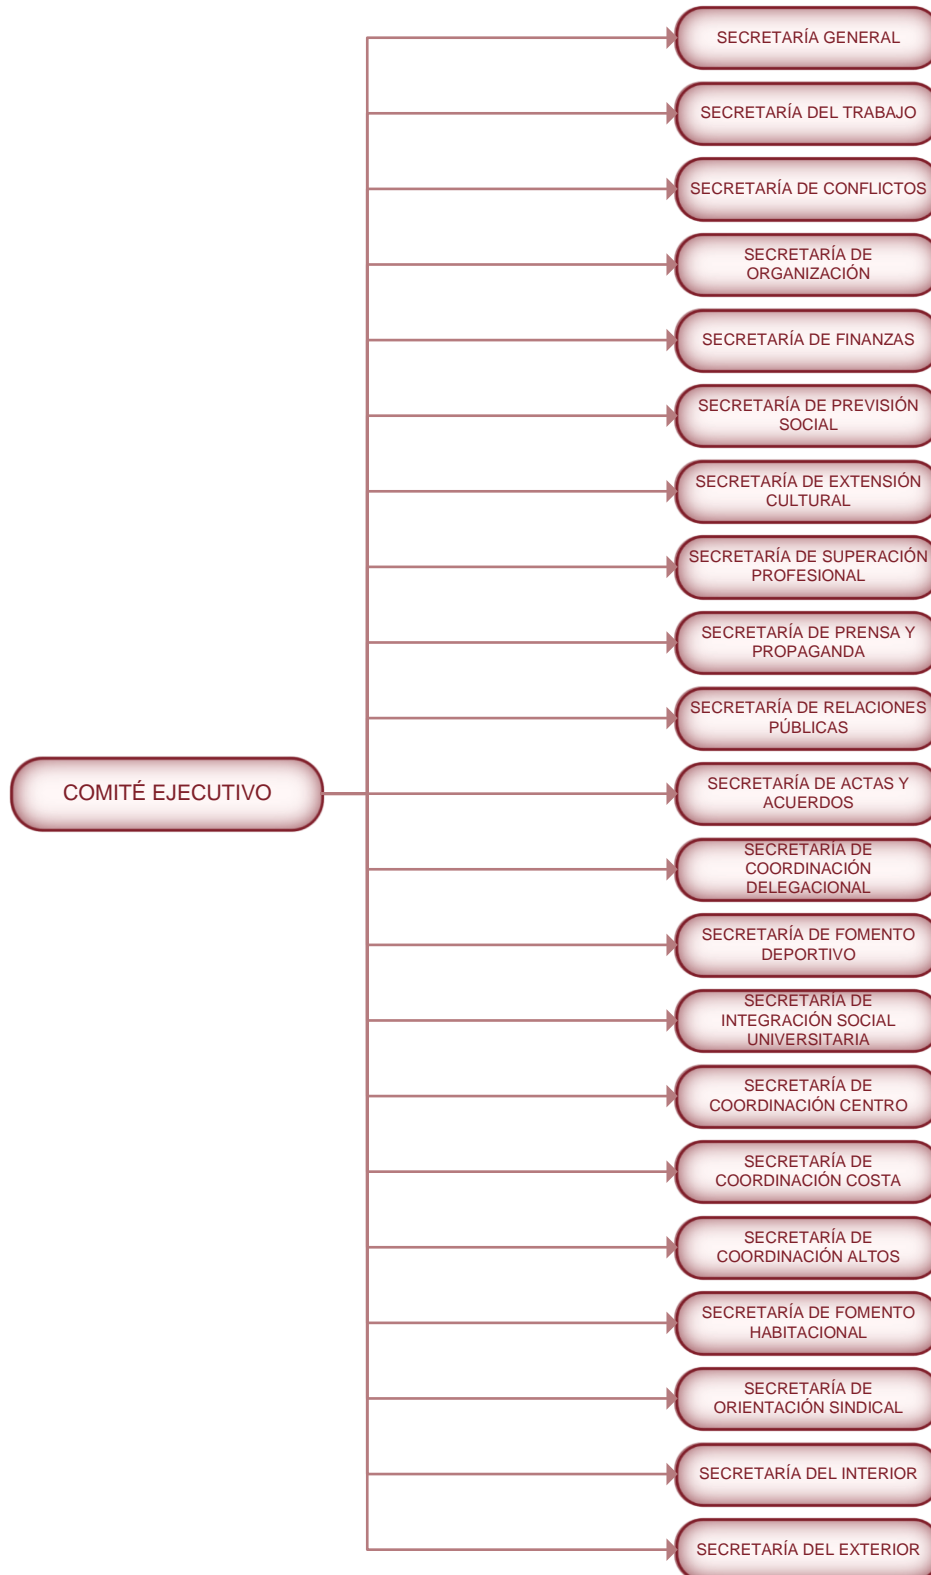 SECRETARÍA GENERAL
SECRETARÍA DEL TRABAJO
SECRETARÍA DE CONFLICTOS
SECRETARÍA DE
ORGANIZACIÓN
SECRETARÍA DE FINANZAS
SECRETARÍA DE PREVISIÓN
SOCIAL
SECRETARÍA DE EXTENSIÓN
CULTURAL
SECRETARÍA DE SUPERACIÓN
PROFESIONAL
SECRETARÍA DE PRENSA Y
PROPAGANDA
SECRETARÍA DE RELACIONES
PÚBLICAS
COMITÉ EJECUTIVO
SECRETARÍA DE ACTAS Y
ACUERDOS
SECRETARÍA DE
COORDINACIÓN
DELEGACIONAL
SECRETARÍA DE FOMENTO
DEPORTIVO
SECRETARÍA DE
INTEGRACIÓN SOCIAL
UNIVERSITARIA
SECRETARÍA DE
COORDINACIÓN CENTRO
SECRETARÍA DE
COORDINACIÓN COSTA
SECRETARÍA DE
COORDINACIÓN ALTOS
SECRETARÍA DE FOMENTO
HABITACIONAL
SECRETARÍA DE
ORIENTACIÓN SINDICAL
SECRETARÍA DEL INTERIOR
SECRETARÍA DEL EXTERIOR